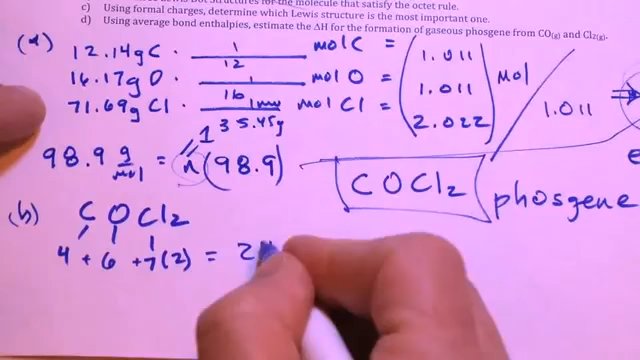 c) Using formal charges, determine which Lewis structure is the most important one.
d) Using average bond enthalpies, estimate the ΔH for the formation of gaseous phosgene from CO(g) and Cl2(g).
(a) 12.14g C · 1/12 mol C = 1.011
16.17g O · 1/16 mol O = 1.011 mol
71.69g Cl · 1 mol/35.45g mol Cl = 2.022
/ 1.011 ⇒
98.9 g/mol = n(98.9)
1
COCl2 phosgene
(b) C O Cl2
4 + 6 + 7(2) = 2